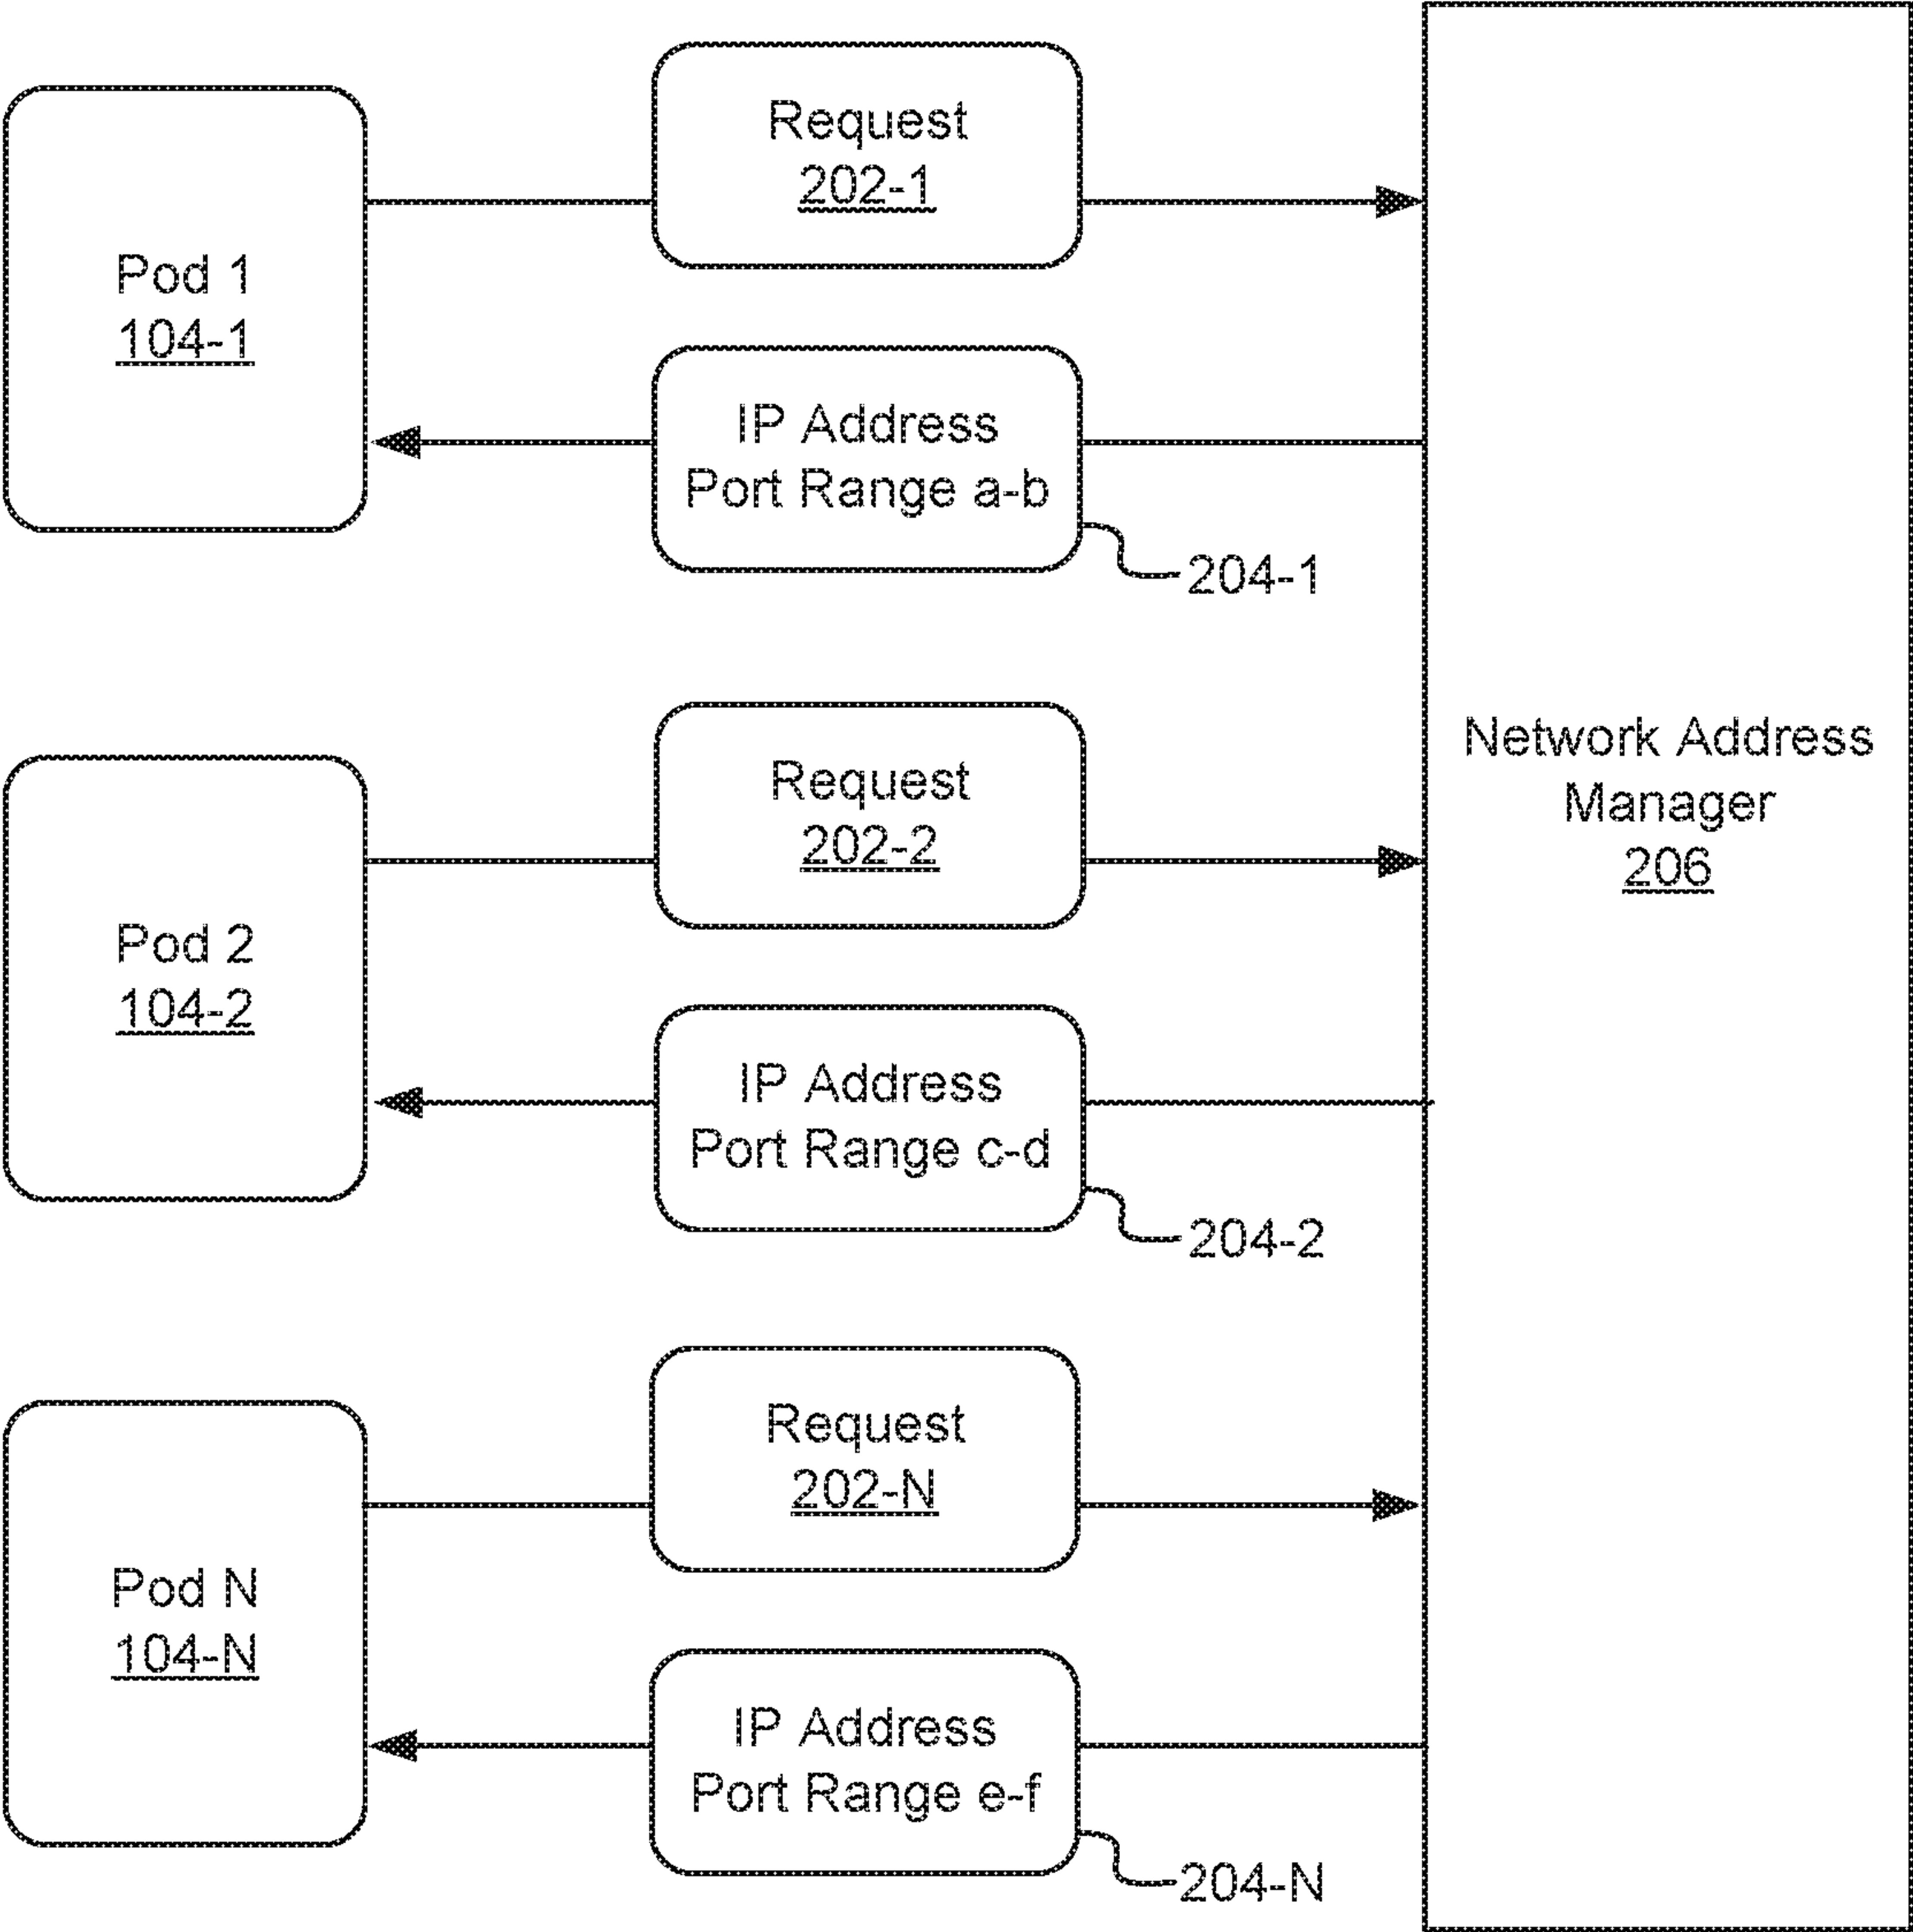 Request
202-1
Pod 1
104-1
IP Address
Port Range a-b
204-1
Network Address
Manager
206
Request
202-2
Pod 2
104-2
IP Address
Port Range c-d
204-2
Request
202-N
Pod N
104-N
IP Address
Port Range e-f
204-N